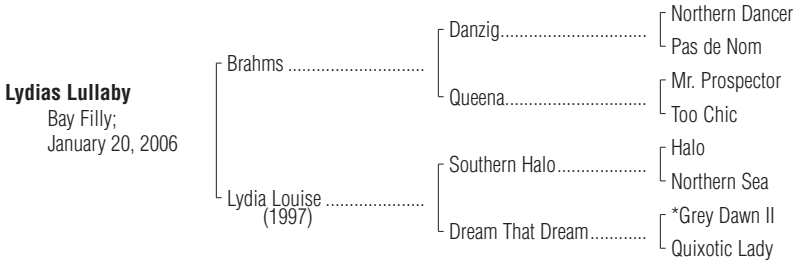 Northern Dancer
Danzig..............................
Pas de Nom
Brahms ............................
Mr. Prospector
Lydias Lullaby
Queena.............................
Bay Filly;
Too Chic
January 20, 2006
Halo
Southern Halo...................
Northern Sea
Lydia Louise .....................
(1997)
*Grey Dawn II
Dream That Dream............
Quixotic Lady